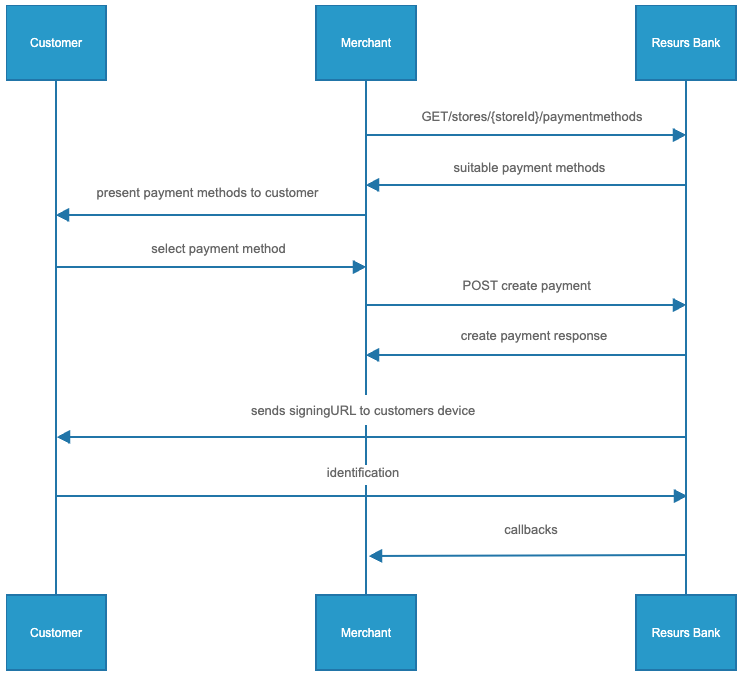 Customer
Merchant
Resurs Bank
GET/stores/{storeId}/paymentmethods
suitable payment methods
present payment methods to customer
select payment method
POST create payment
create payment response
sends signingURL to customers device
identification
callbacks
Customer
Merchant
Resurs Bank